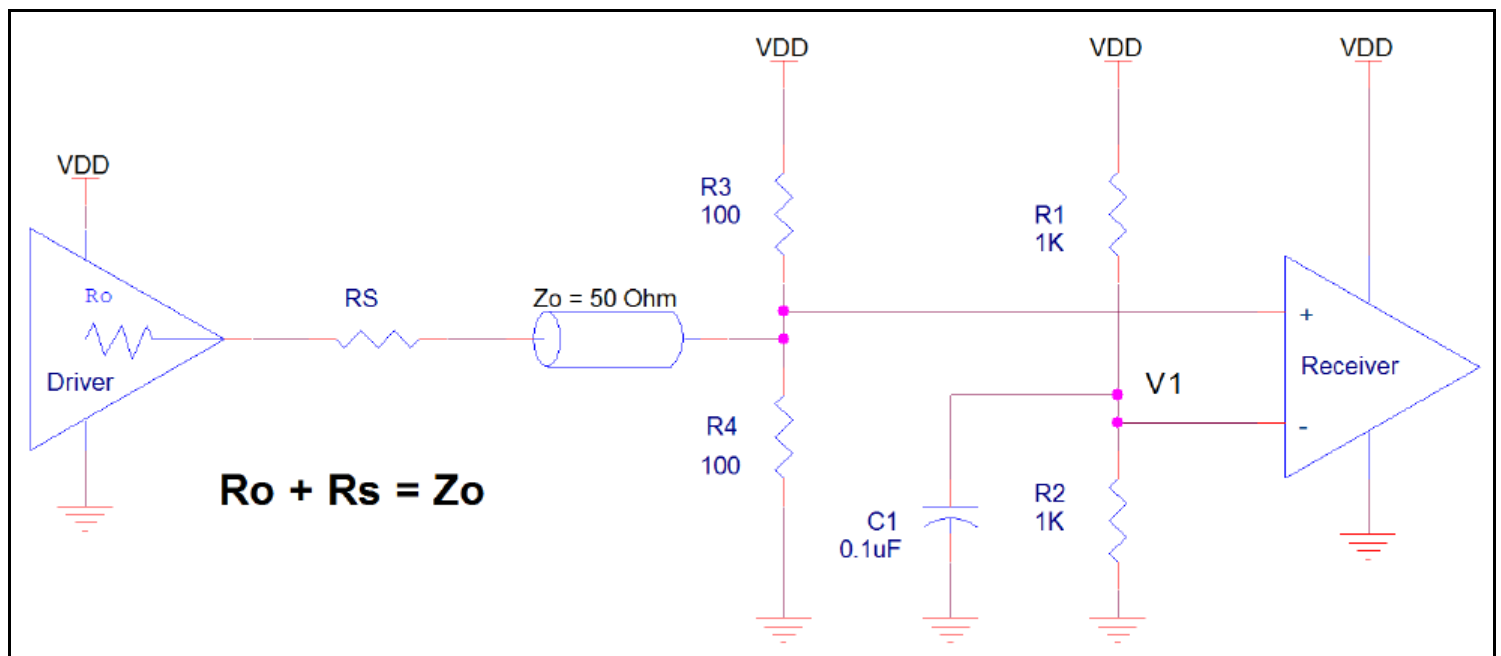 VDD
VDD
VDD
VDD
R3
100
R1
1K
Ro
RS
Zo = 50 Ohm
+
Receiver
Driver
V1
R4
100
-
Ro + Rs = Zo
C1
0.1uF
R2
1K